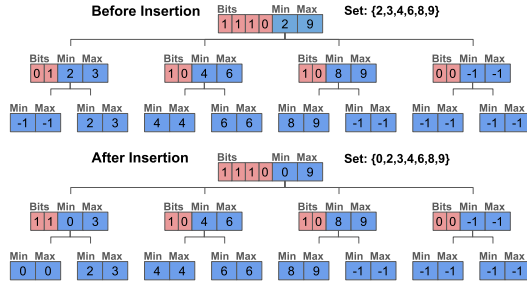 Before Insertion
Bits Min Max
1 1 1 0 2 9
Set: {2,3,4,6,8,9}
Bits Min Max Bits Min Max Bits Min Max Bits Min Max
0 1 2 3 1 0 4 6 1 0 8 9 0 0 -1 -1
Min Max Min Max Min Max Min Max Min Max Min Max Min Max Min Max
-1 -1 2 3 4 4 6 6 8 9 -1 -1 -1 -1 -1 -1
After Insertion
Bits Min Max
1 1 1 0 0 9
Set: {0,2,3,4,6,8,9}
Bits Min Max Bits Min Max Bits Min Max Bits Min Max
1 1 0 3 1 0 4 6 1 0 8 9 0 0 -1 -1
Min Max Min Max Min Max Min Max Min Max Min Max Min Max Min Max
0 0 2 3 4 4 6 6 8 9 -1 -1 -1 -1 -1 -1